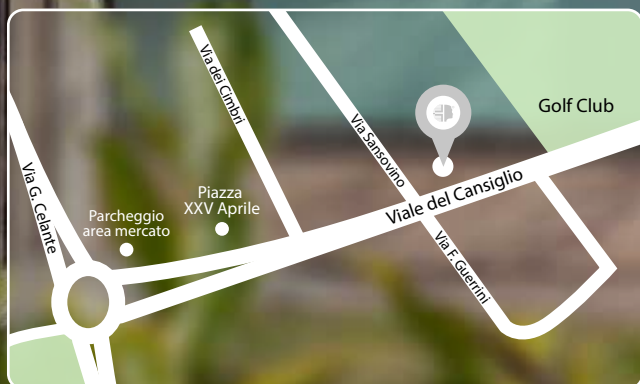 Via dei Cimbri
Via Sansovino
Golf Club
Via G. Celante
Parcheggio
area mercato
Piazza
XXV Aprile
Viale del Cansiglio
Via F. Guerrini